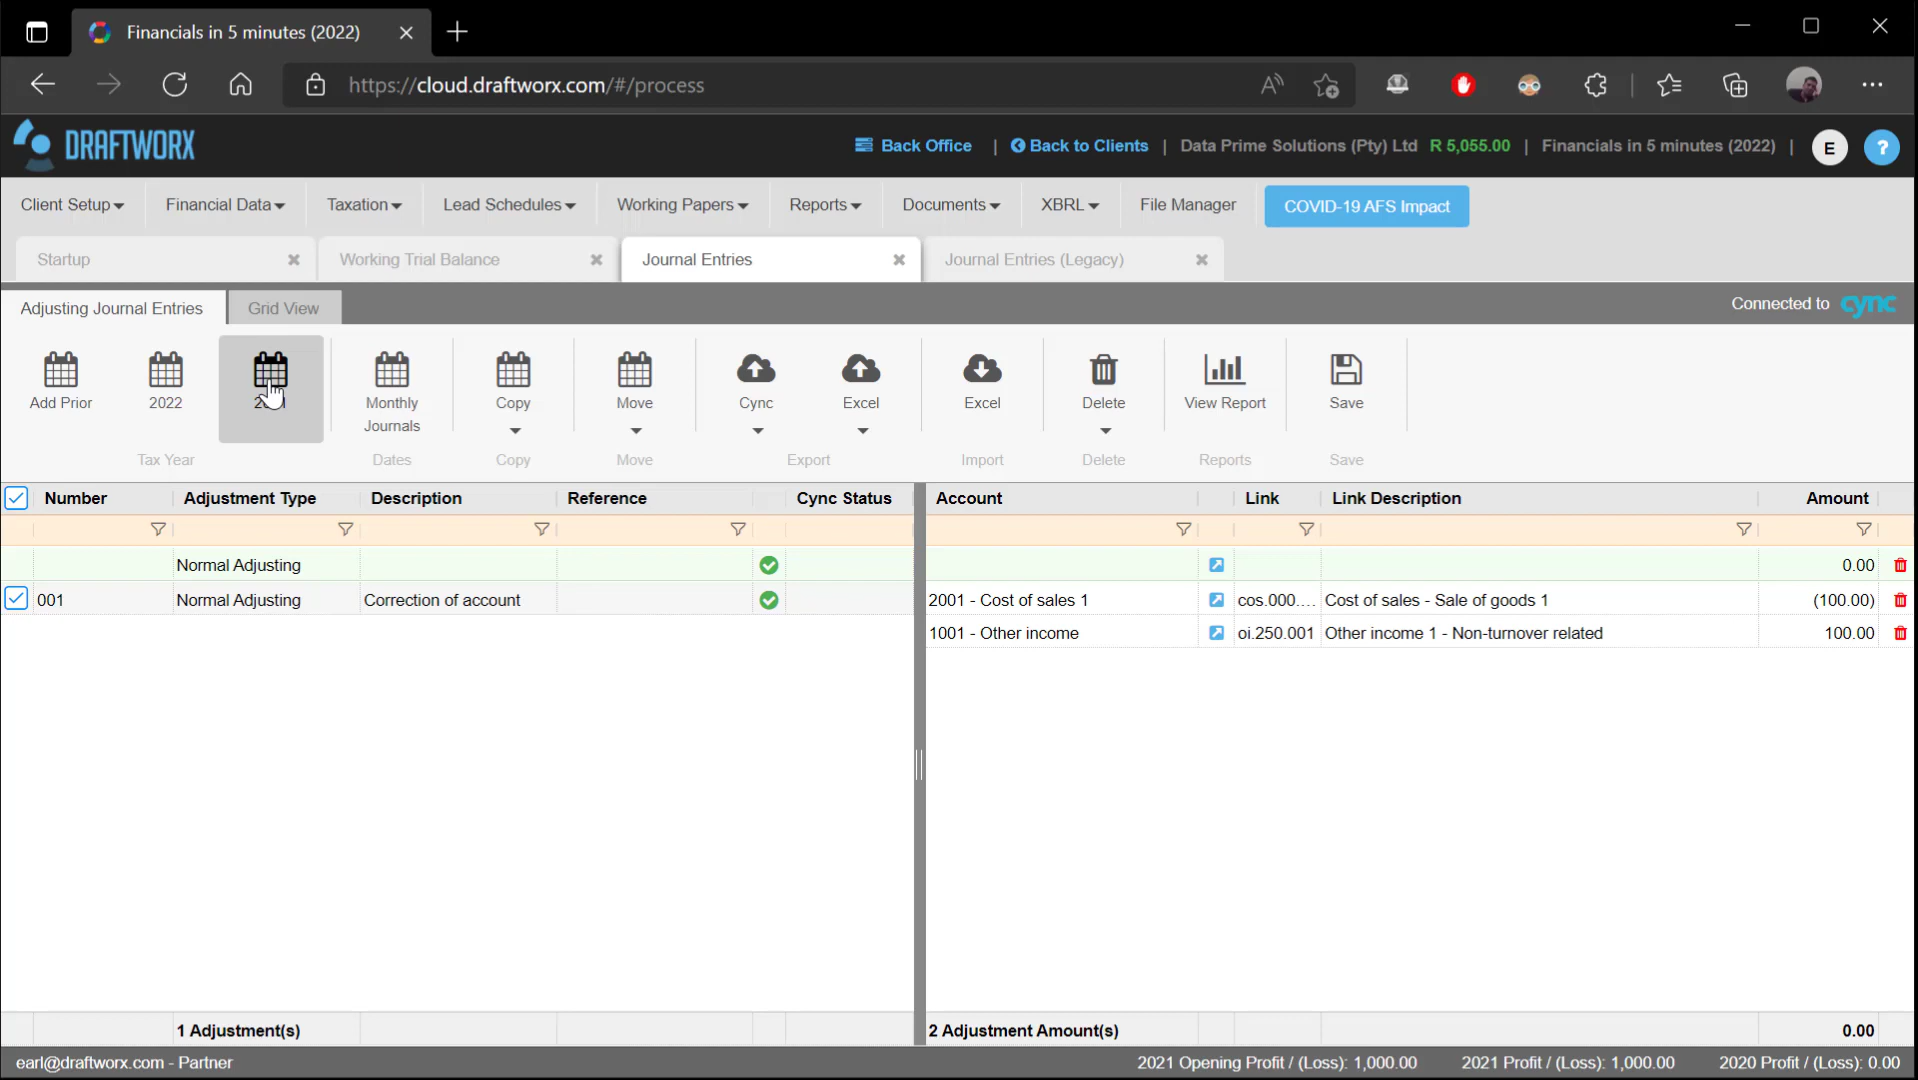 Financials in 5 minutes (2022)
https://cloud.draftworx.com/#/process
DRAFTWORX
Back Office | Back to Clients | Data Prime Solutions (Pty) Ltd R 5,055.00 | Financials in 5 minutes (2022) | E ?
Client Setup Financial Data Taxation Lead Schedules Working Papers Reports Documents XBRL File Manager COVID-19 AFS Impact
Startup Working Trial Balance Journal Entries Journal Entries (Legacy)
Adjusting Journal Entries Grid View Connected to cync
Add Prior 2022 Monthly Journals Copy Move Cync Excel Excel Delete View Report Save
Tax Year Dates Copy Move Export Import Delete Reports Save
Number Adjustment Type Description Reference Cync Status Account Link Link Description Amount
Normal Adjusting 0.00
001 Normal Adjusting Correction of account 2001 - Cost of sales 1 cos.000.... Cost of sales - Sale of goods 1 (100.00)
1001 - Other income oi.250.001 Other income 1 - Non-turnover related 100.00
1 Adjustment(s) 2 Adjustment Amount(s) 0.00
earl@draftworx.com - Partner 2021 Opening Profit / (Loss): 1,000.00 2021 Profit / (Loss): 1,000.00 2020 Profit / (Loss): 0.00